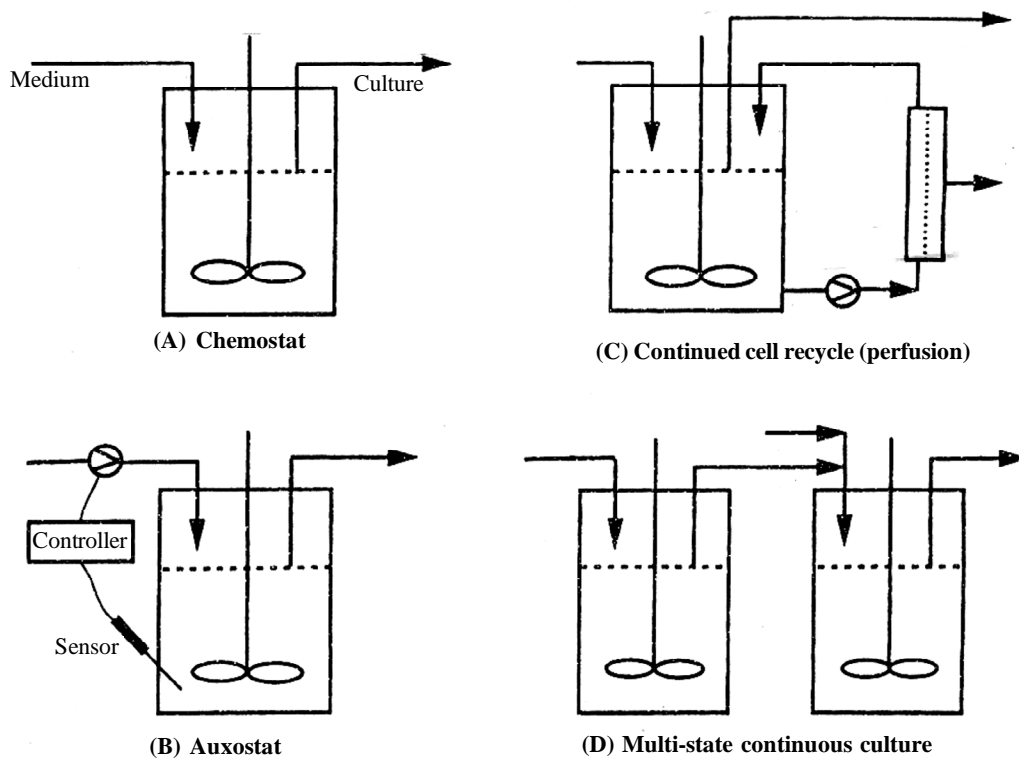 Medium
Culture
(A) Chemostat
(C) Continued cell recycle (perfusion)
Controller
Sensor
(B) Auxostat
(D) Multi-state continuous culture